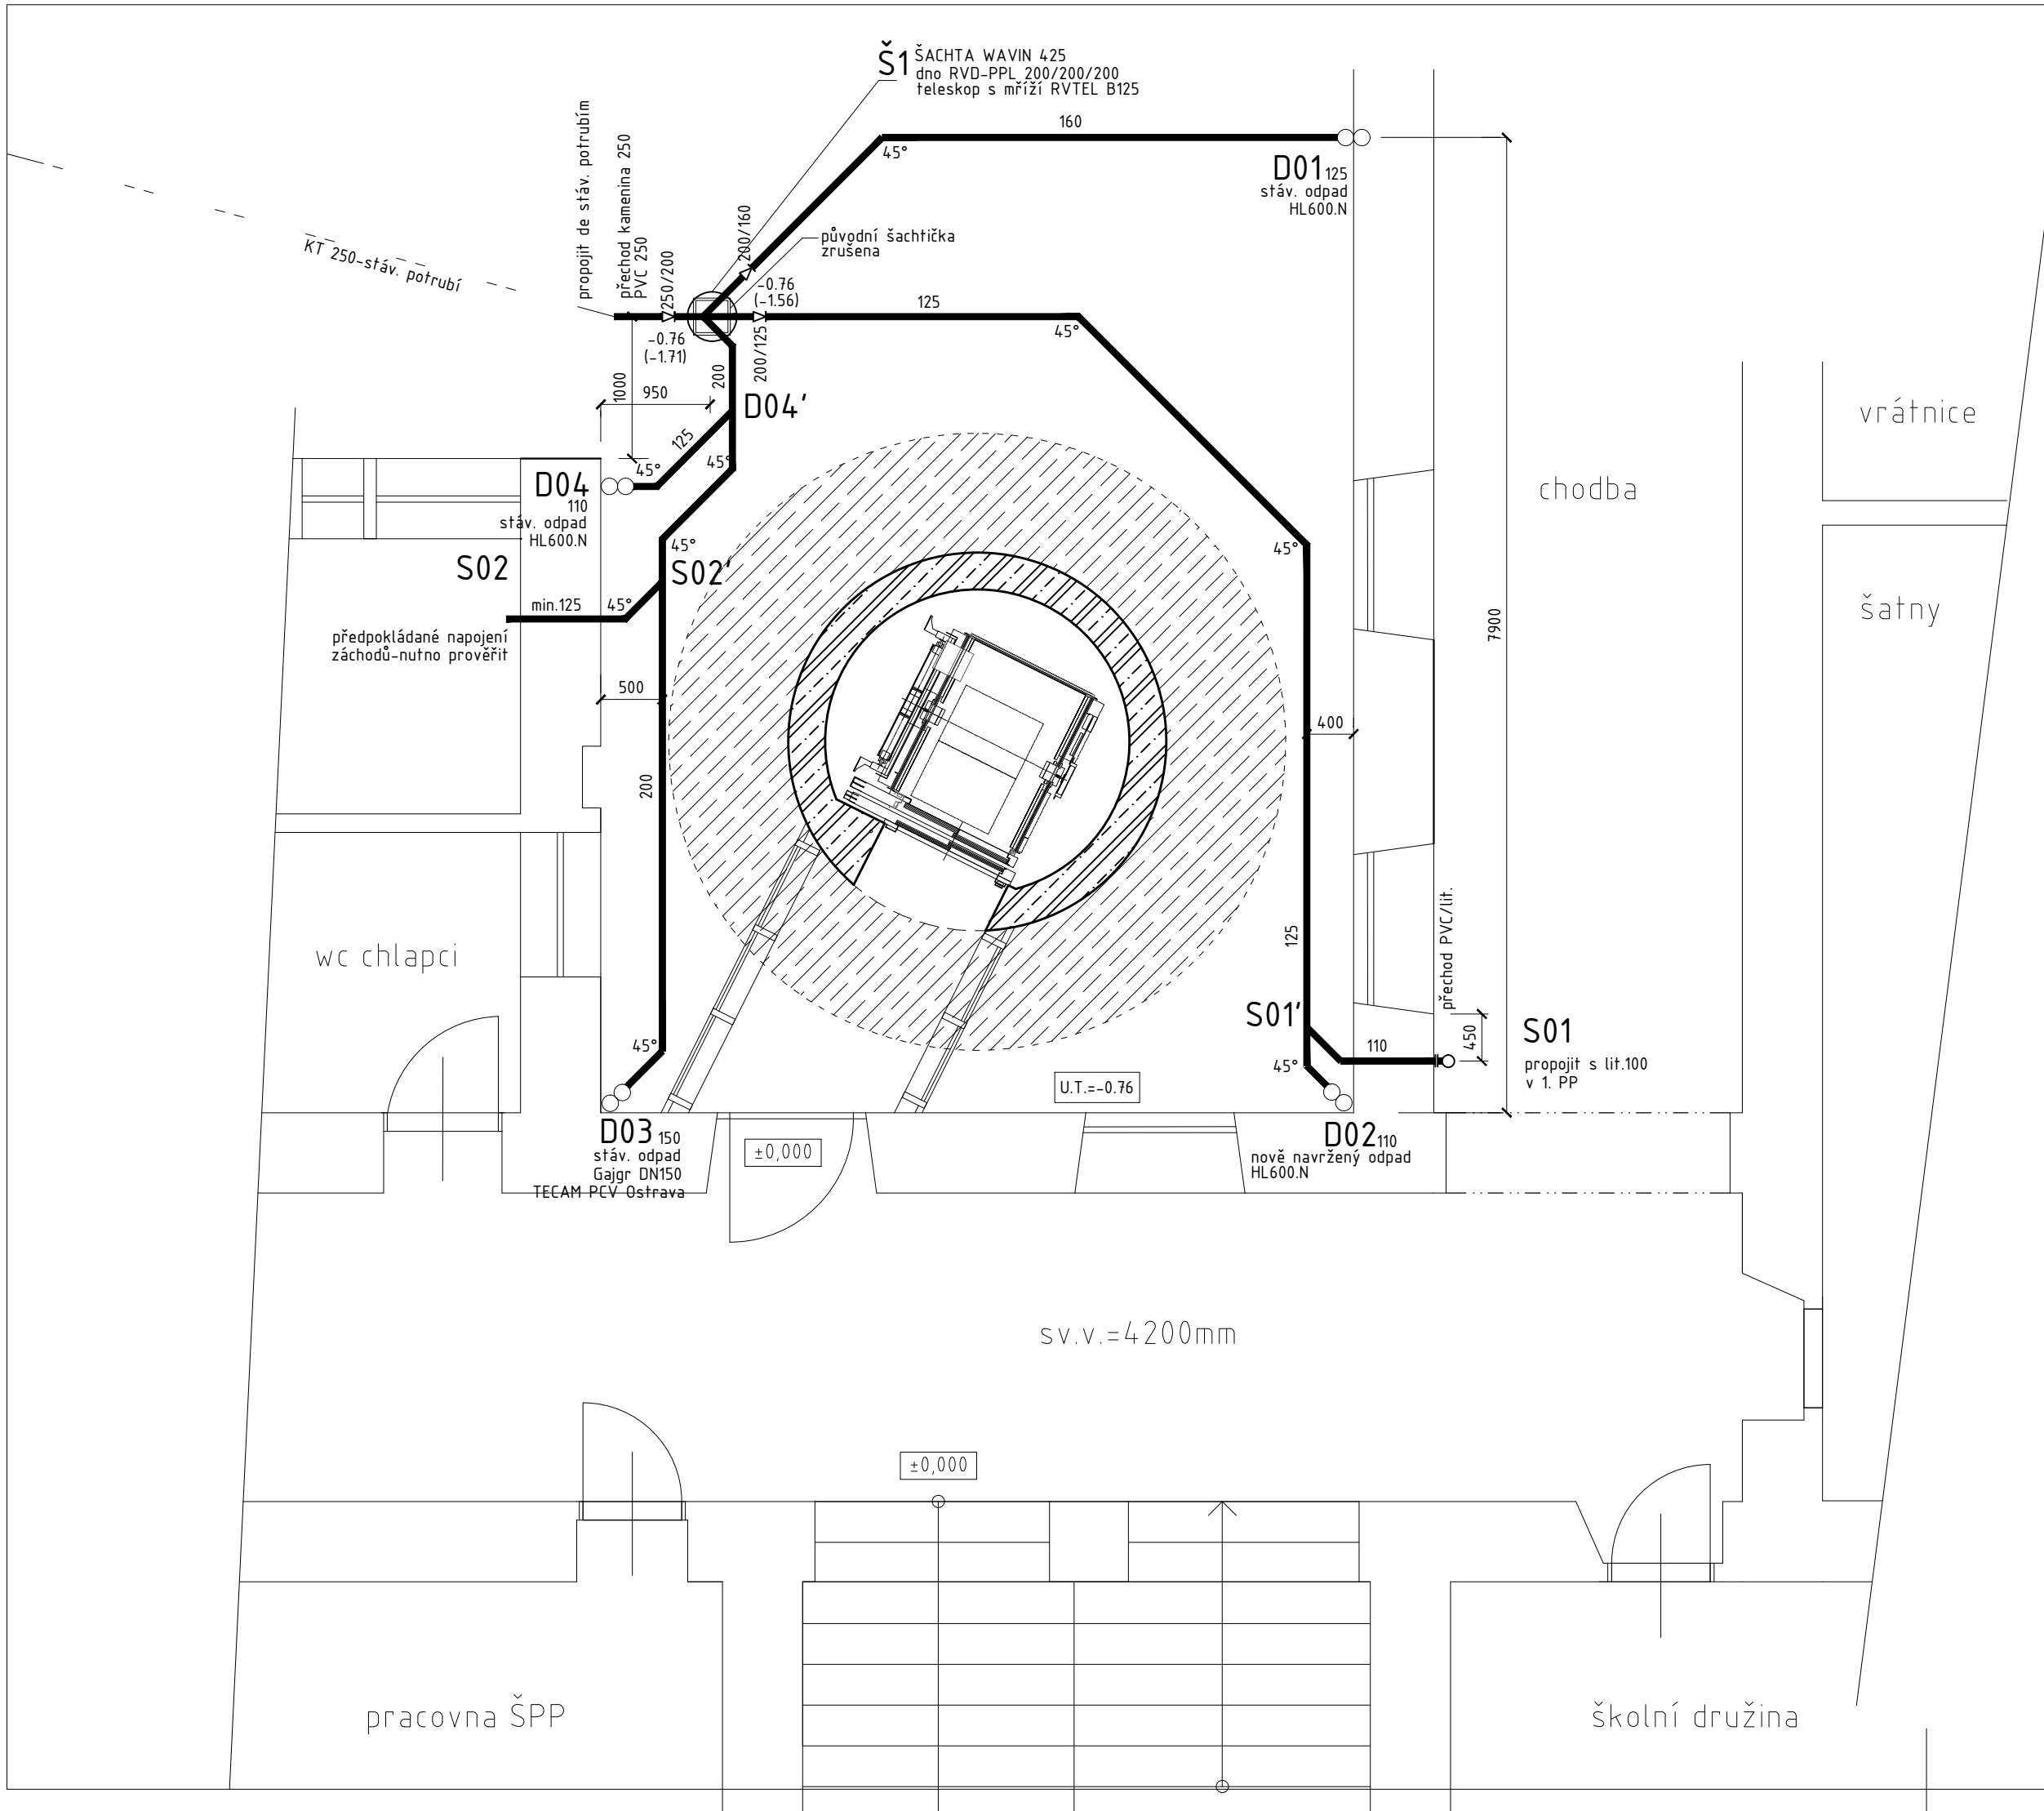 Š1
ŠACHTA WAVIN 425
dno RVD-PPL 200/200/200
teleskop s mříží RVTEL B125
propojit de stáv. potrubím
přechod kamenina 250
PVC 250
160
45°
D01 125
stáv. odpad
HL600.N
KT 250-stáv. potrubí
200/160
původní šachtička
zrušena
250/200
-0.76
(-1.56)
125
45°
-0.76
(-1.71)
200/125
200
1000
950
D04'
125
45°
45°
D04
110
stáv. odpad
HL600.N
vrátnice
chodba
45°
S02'
45°
S02
min.125
45°
předpokládané napojení
záchodů-nutno prověřit
šatny
7900
500
400
200
wc chlapci
125
přechod PVC/lit.
S01'
450
S01
propojit s lit.100
v 1. PP
110
45°
45°
U.T.=-0.76
D03 150
stáv. odpad
Gajgr DN150
TECAM PCV Ostrava
±0,000
D02 110
nově navržený odpad
HL600.N
sv.v.=4200mm
±0,000
pracovna ŠPP
školní družina